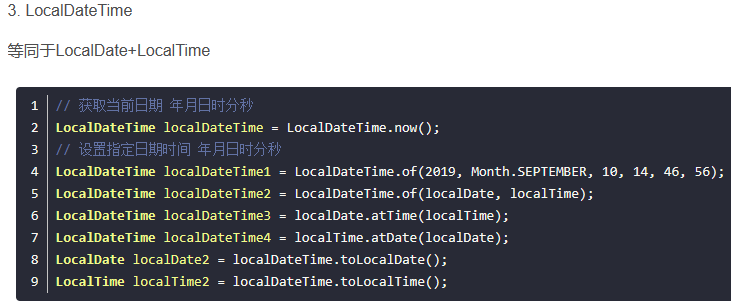 3. LocalDateTime
等同于LocalDate+LocalTime
1 // 获取当前日期 年月日时分秒
2 LocalDateTime localDateTime = LocalDateTime.now();
3 // 设置指定日期时间 年月日时分秒
4 LocalDateTime localDateTime1 = LocalDateTime.of(2019, Month.SEPTEMBER, 10, 14, 46, 56);
5 LocalDateTime localDateTime2 = LocalDateTime.of(localDate, localTime);
6 LocalDateTime localDateTime3 = localDate.atTime(localTime);
7 LocalDateTime localDateTime4 = localTime.atDate(localDate);
8 LocalDate localDate2 = localDateTime.toLocalDate();
9 LocalTime localTime2 = localDateTime.toLocalTime();